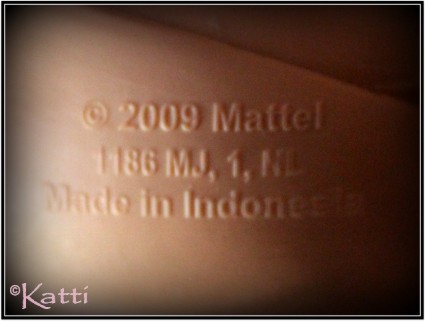 © 2009 Mattel
1186 MJ, 1, NL
Made in Indonesia
©Katti